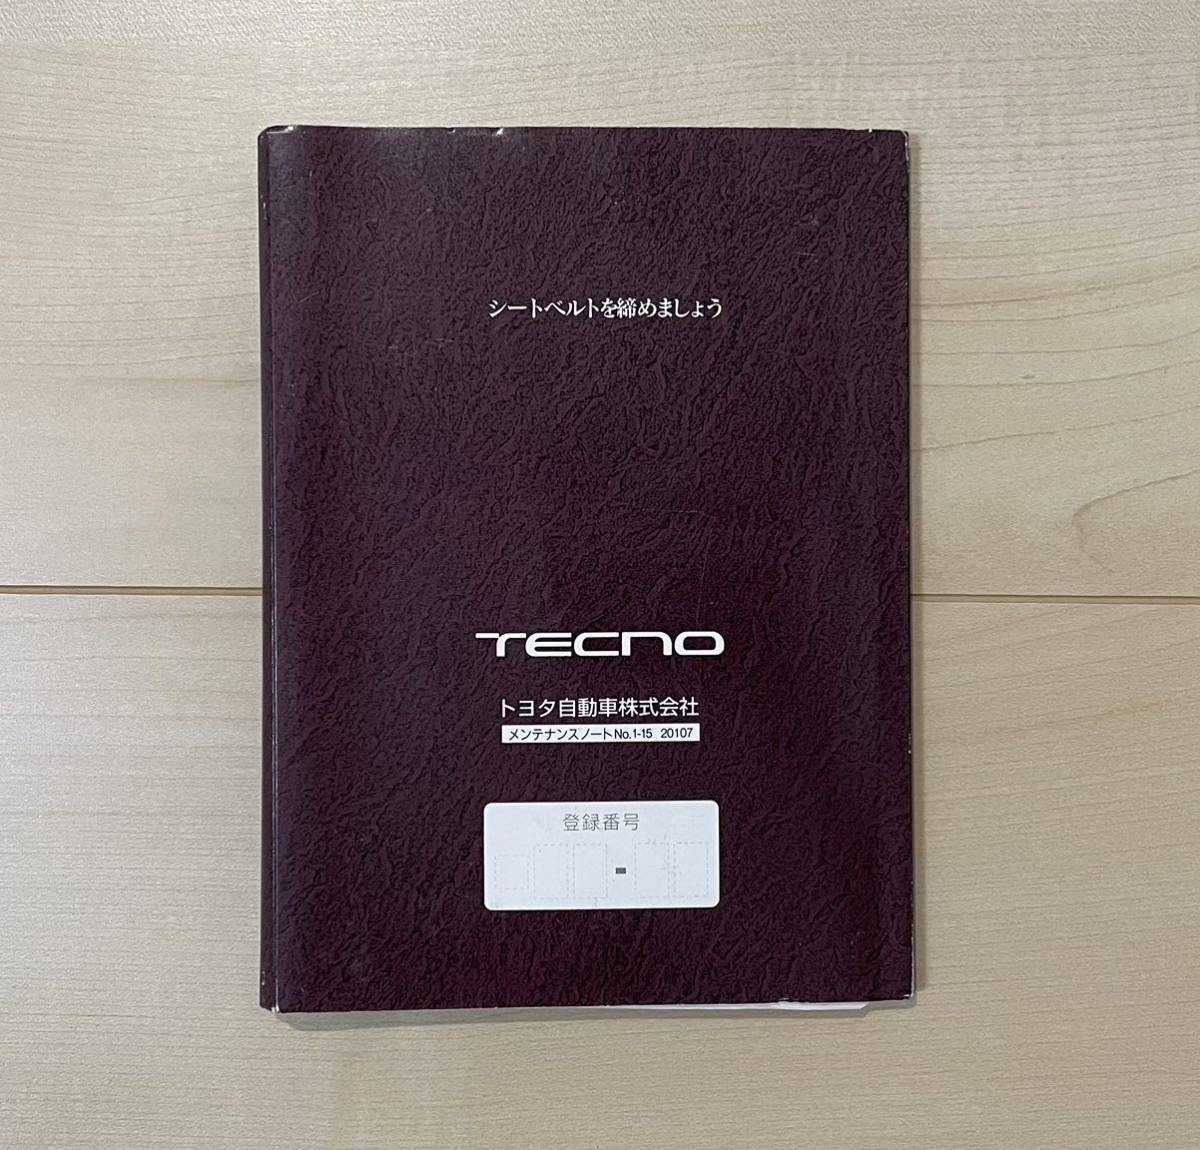 シートベルトを締めましょう
TECNO
トヨタ自動車株式会社
メンテナンスノートNo.1-15 20107
登録番号
-